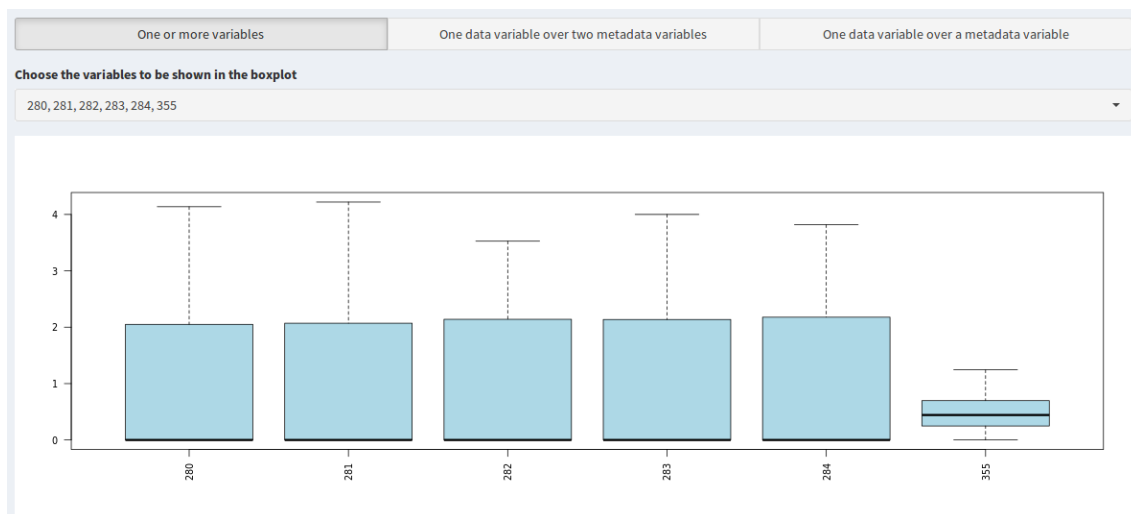 One or more variables
One data variable over two metadata variables
One data variable over a metadata variable
Choose the variables to be shown in the boxplot
280, 281, 282, 283, 284, 355
4
3
2
1
0
280
281
282
283
284
355